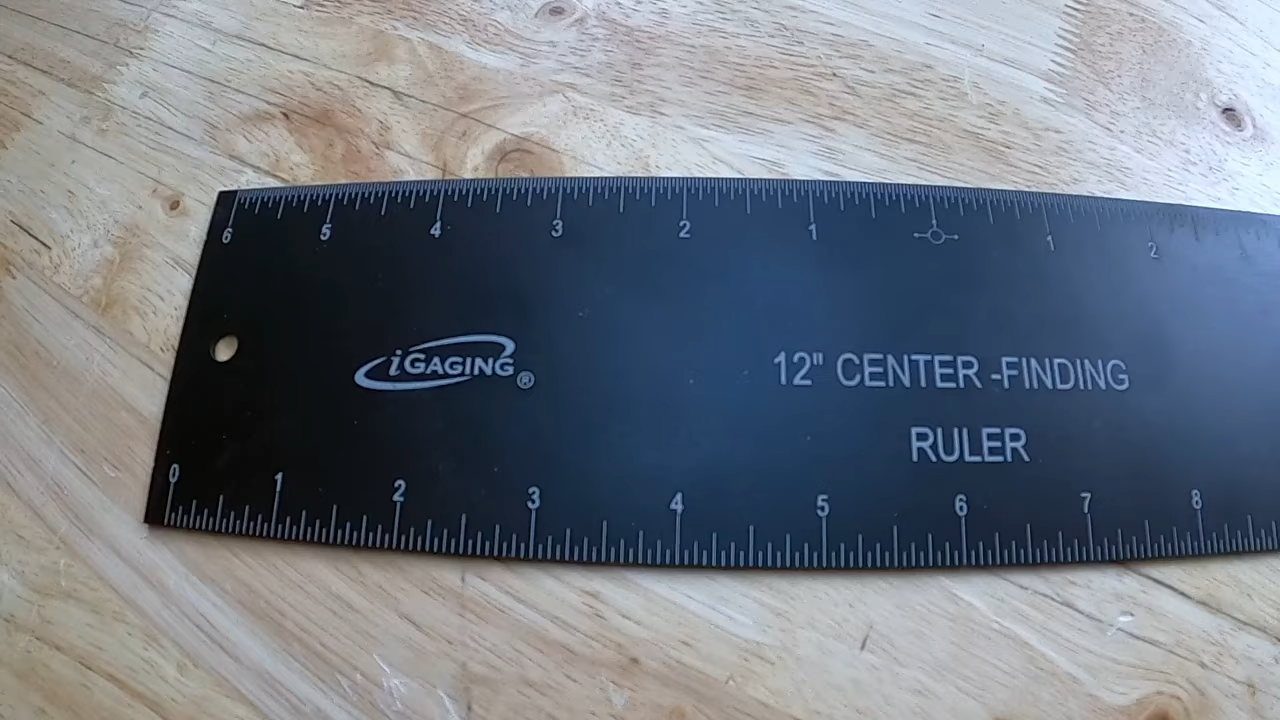 6 5 4 3 2 1 1 2
iGAGING®
12" CENTER -FINDING
RULER
0 1 2 3 4 5 6 7 8